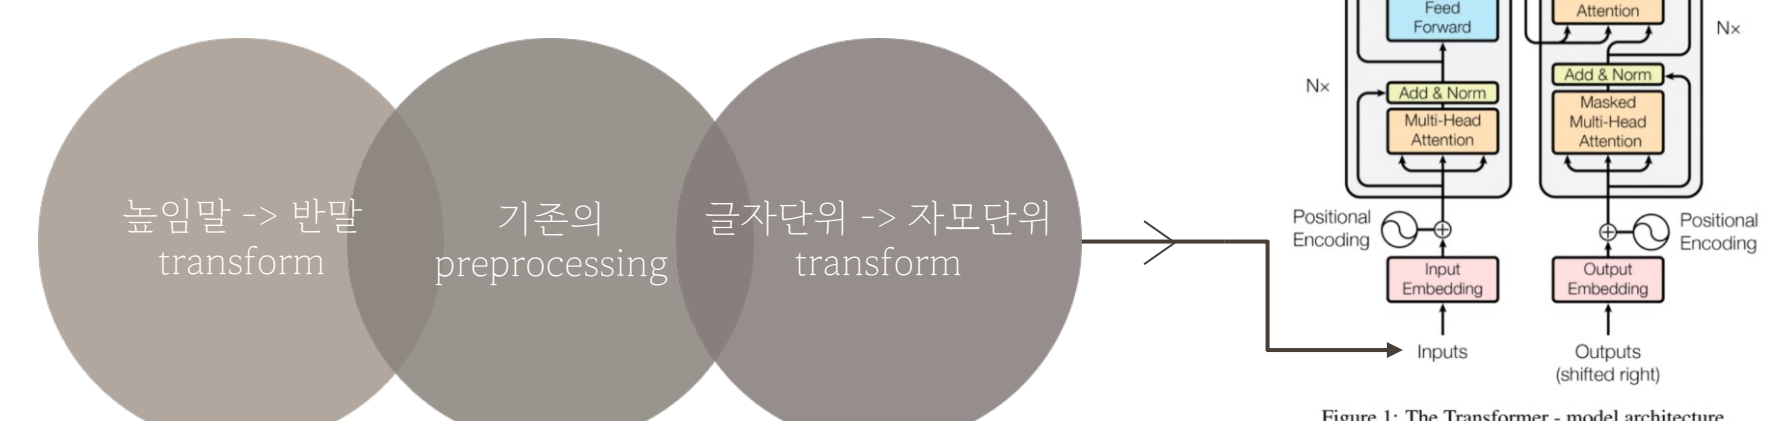 높임말 -> 반말
transform
기존의
preprocessing
글자단위 -> 자모단위
transform
Feed
Forward
Nx
Add & Norm
Multi-Head
Attention
Positional
Encoding
Input
Embedding
Inputs
Attention
Nx
Add & Norm
Masked
Multi-Head
Attention
Positional
Encoding
Output
Embedding
Outputs
(shifted right)
Figure 1: The Transformer - model architecture